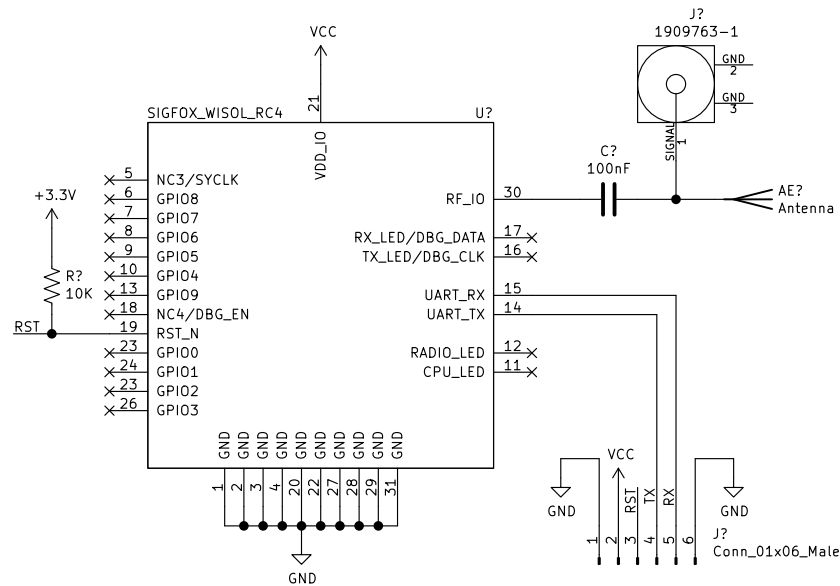 J?
1909763-1
VCC
GND
2
GND
3
SIGNAL
1
SIGFOX_WISOL_RC4
U?
21
VDD_IO
C?
100nF
AE?
Antenna
+3.3V
R?
10K
RST
5 NC3/SYCLK
6 GPIO8
7 GPIO7
8 GPIO6
9 GPIO5
10 GPIO4
13 GPIO9
18 NC4/DBG_EN
19 RST_N
23 GPIO0
24 GPIO1
23 GPIO2
26 GPIO3
RF_IO 30
RX_LED/DBG_DATA 17
TX_LED/DBG_CLK 16
UART_RX 15
UART_TX 14
RADIO_LED 12
CPU_LED 11
GND GND GND GND GND GND GND GND GND GND
1 2 3 4 20 22 27 28 29 31
GND
VCC
GND
RST
TX
RX
GND
1 2 3 4 5 6
J?
Conn_01x06_Male